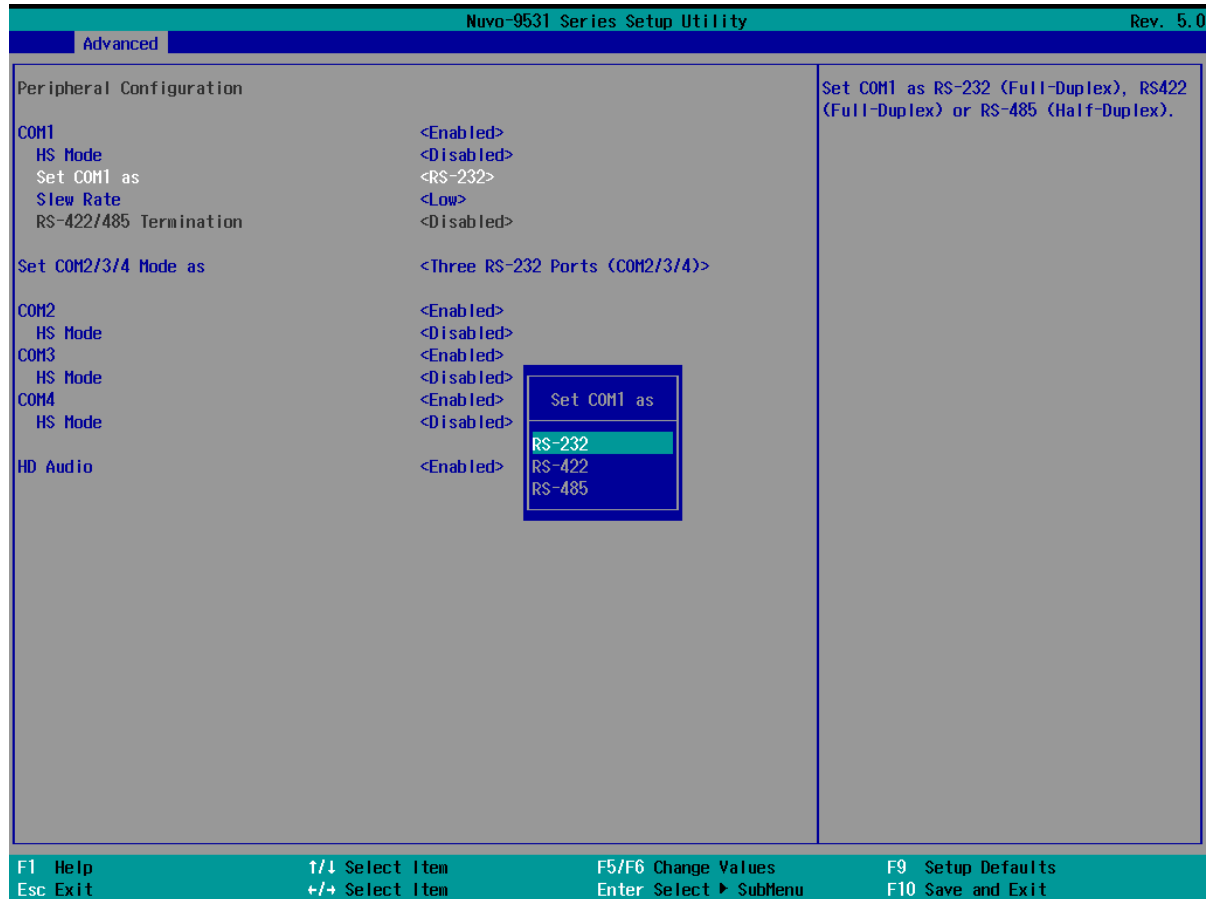 Nuvo-9531 Series Setup Utility Rev. 5.0
Advanced
Peripheral Configuration
COM1 <Enabled>
HS Mode <Disabled>
Set COM1 as <RS-232>
Slew Rate <Low>
RS-422/485 Termination <Disabled>
Set COM2/3/4 Mode as <Three RS-232 Ports (COM2/3/4)>
COM2 <Enabled>
HS Mode <Disabled>
COM3 <Enabled>
HS Mode <Disabled>
COM4 <Enabled>
HS Mode <Disabled>
HD Audio <Enabled>
Set COM1 as
RS-232
RS-422
RS-485
Set COM1 as RS-232 (Full-Duplex), RS422
(Full-Duplex) or RS-485 (Half-Duplex).
F1 Help ↑/↓ Select Item F5/F6 Change Values F9 Setup Defaults
Esc Exit ←/→ Select Item Enter Select ▶ SubMenu F10 Save and Exit